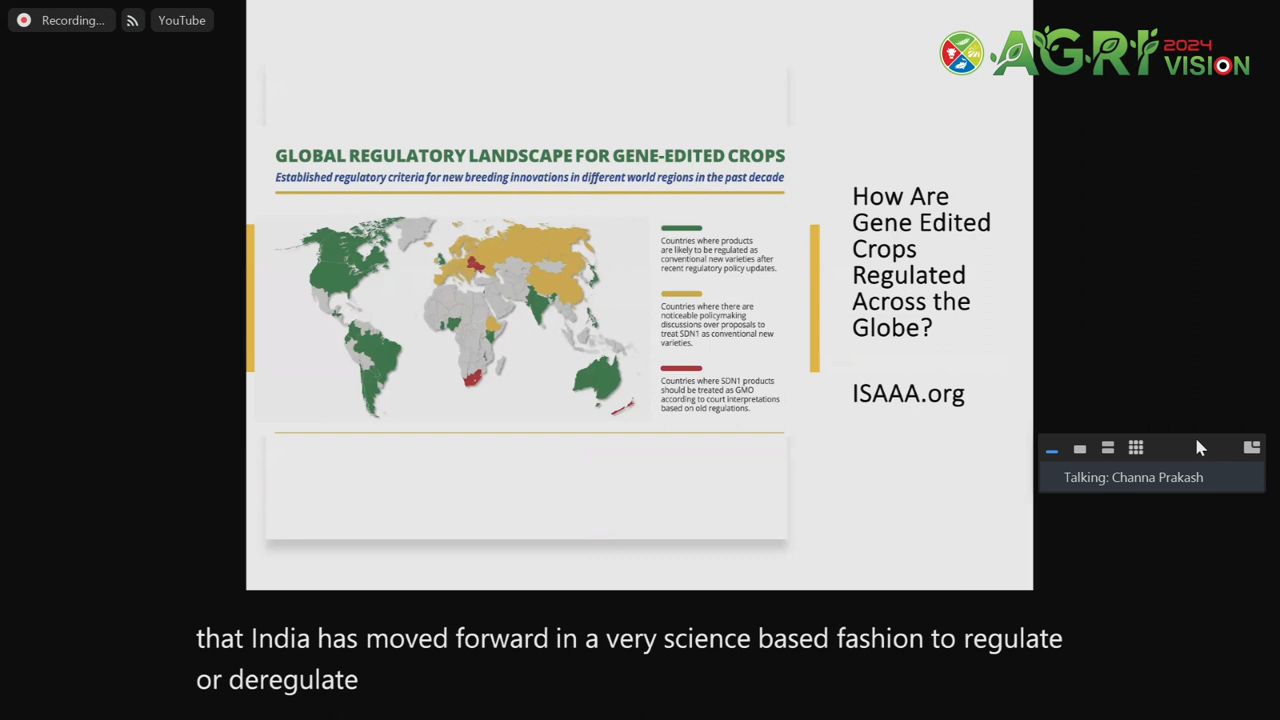 Recording...
YouTube
AGRI
2024
VISION
GLOBAL REGULATORY LANDSCAPE FOR GENE-EDITED CROPS
Established regulatory criteria for new breeding innovations in different world regions in the past decade
Countries where products
are likely to be regulated as
conventional new varieties after
recent regulatory policy updates.
Countries where there are
noticeable policymaking
discussions over proposals to
treat SDN1 as conventional new
varieties.
Countries where SDN1 products
should be treated as GMO
according to court interpretations
based on old regulations.
How Are
Gene Edited
Crops
Regulated
Across the
Globe?
ISAAA.org
Talking: Channa Prakash
that India has moved forward in a very science based fashion to regulate
or deregulate